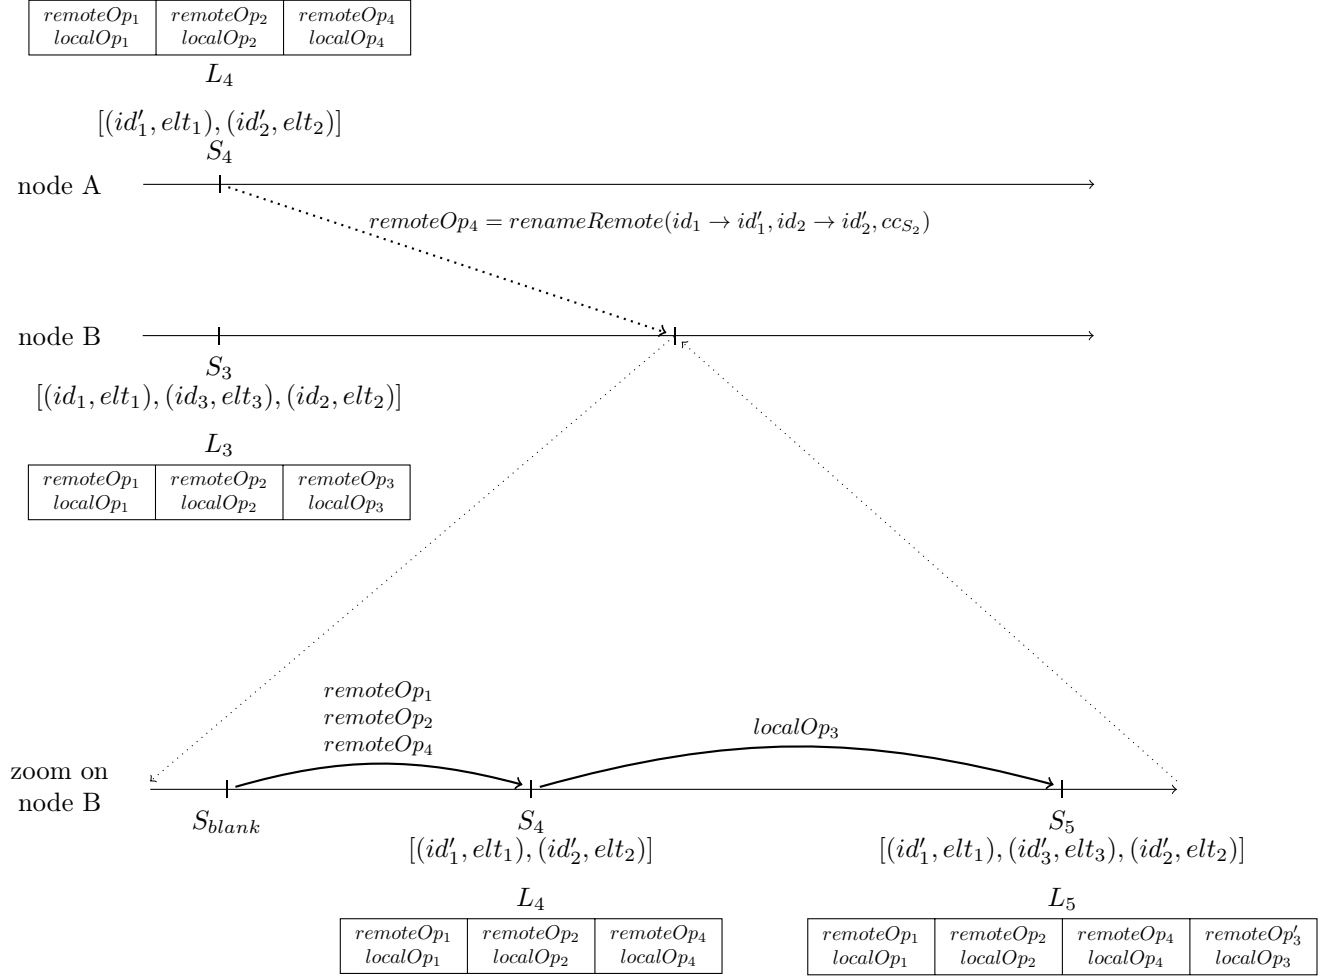 remoteOp₁ remoteOp₂ remoteOp₄
localOp₁ localOp₂ localOp₄
L₄
[(id′₁, elt₁), (id′₂, elt₂)]
S₄
node A
remoteOp₄ = renameRemote(id₁ → id′₁, id₂ → id′₂, cc_{S₂})
node B
S₃
[(id₁, elt₁), (id₃, elt₃), (id₂, elt₂)]
L₃
remoteOp₁ remoteOp₂ remoteOp₃
localOp₁ localOp₂ localOp₃
remoteOp₁
remoteOp₂
remoteOp₄
localOp₃
zoom on
node B
S_{blank} S₄ S₅
[(id′₁, elt₁), (id′₂, elt₂)] [(id′₁, elt₁), (id′₃, elt₃), (id′₂, elt₂)]
L₄ L₅
remoteOp₁ remoteOp₂ remoteOp₄ remoteOp₁ remoteOp₂ remoteOp₄ remoteOp′₃
localOp₁ localOp₂ localOp₄ localOp₁ localOp₂ localOp₄ localOp₃